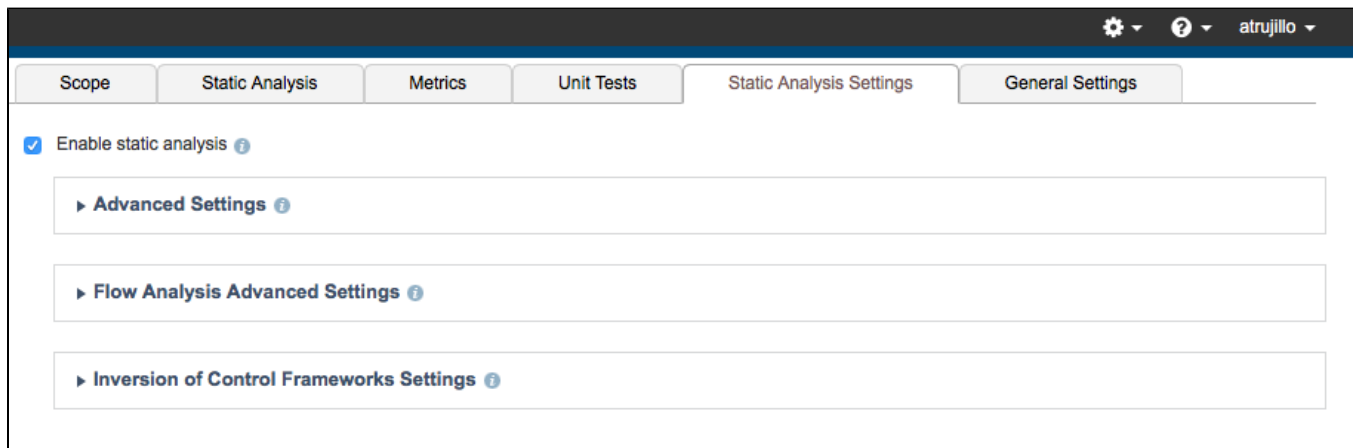 atrujillo
Scope Static Analysis Metrics Unit Tests Static Analysis Settings General Settings
Enable static analysis
Advanced Settings
Flow Analysis Advanced Settings
Inversion of Control Frameworks Settings